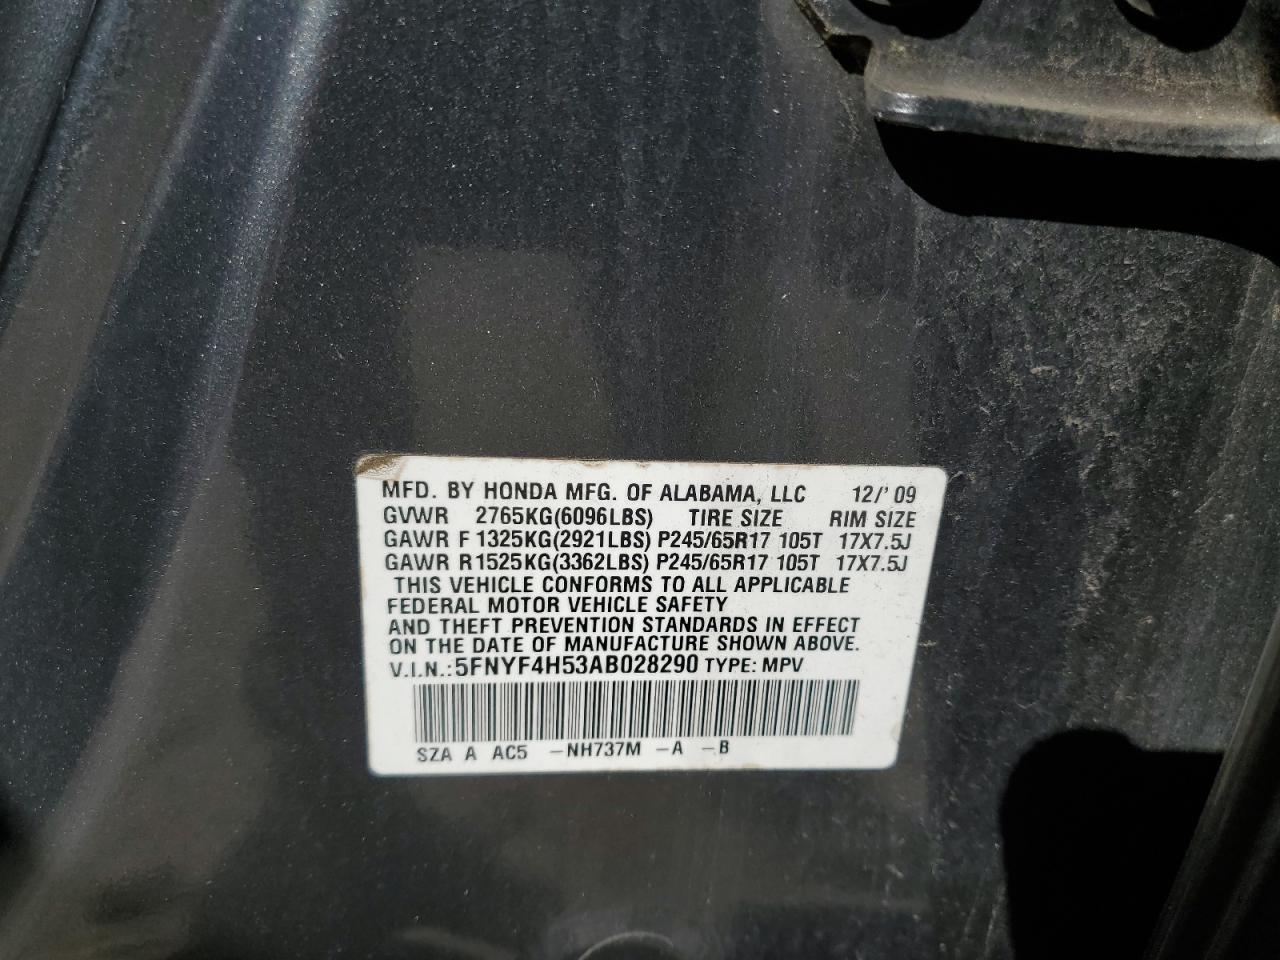 MFD. BY HONDA MFG. OF ALABAMA, LLC 12/'09
GVWR 2765KG(6096LBS) TIRE SIZE RIM SIZE
GAWR F 1325KG(2921LBS) P245/65R17 105T 17X7.5J
GAWR R 1525KG(3362LBS) P245/65R17 105T 17X7.5J
THIS VEHICLE CONFORMS TO ALL APPLICABLE
FEDERAL MOTOR VEHICLE SAFETY
AND THEFT PREVENTION STANDARDS IN EFFECT
ON THE DATE OF MANUFACTURE SHOWN ABOVE.
V.I.N.: 5FNYF4H53AB028290 TYPE: MPV
SZA A AC5 -NH737M -A -B